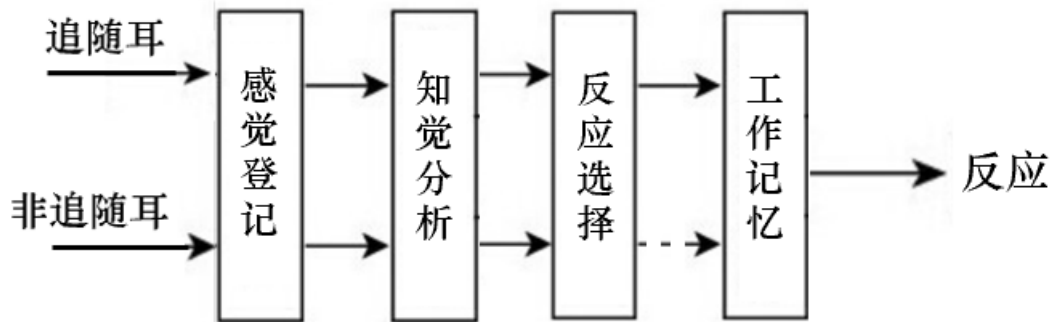 追随耳
非追随耳
感觉登记
知觉分析
反应选择
工作记忆
反应